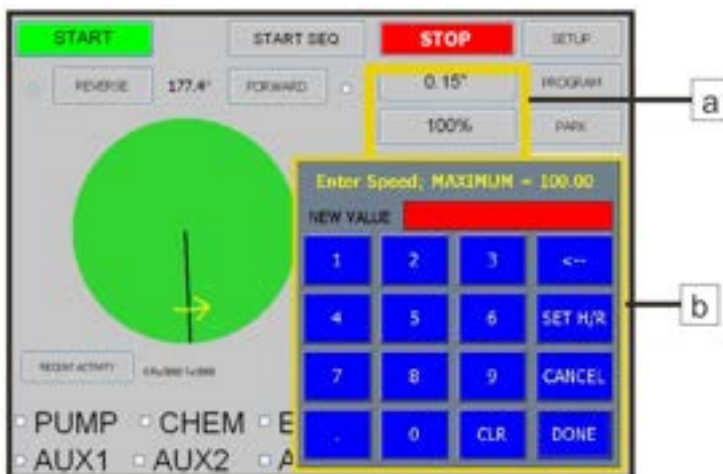 START START SEQ STOP SETUP
REVERSE 177.4° FORWARD 0.15" PROGRAM
100% PARK
a
Enter Speed; MAXIMUM = 100.00
NEW VALUE
1 2 3 <--
4 5 6 SET H/R
b
7 8 9 CANCEL
RECENT ACTIVITY
. 0 CLR DONE
PUMP CHEM E
AUX1 AUX2 A